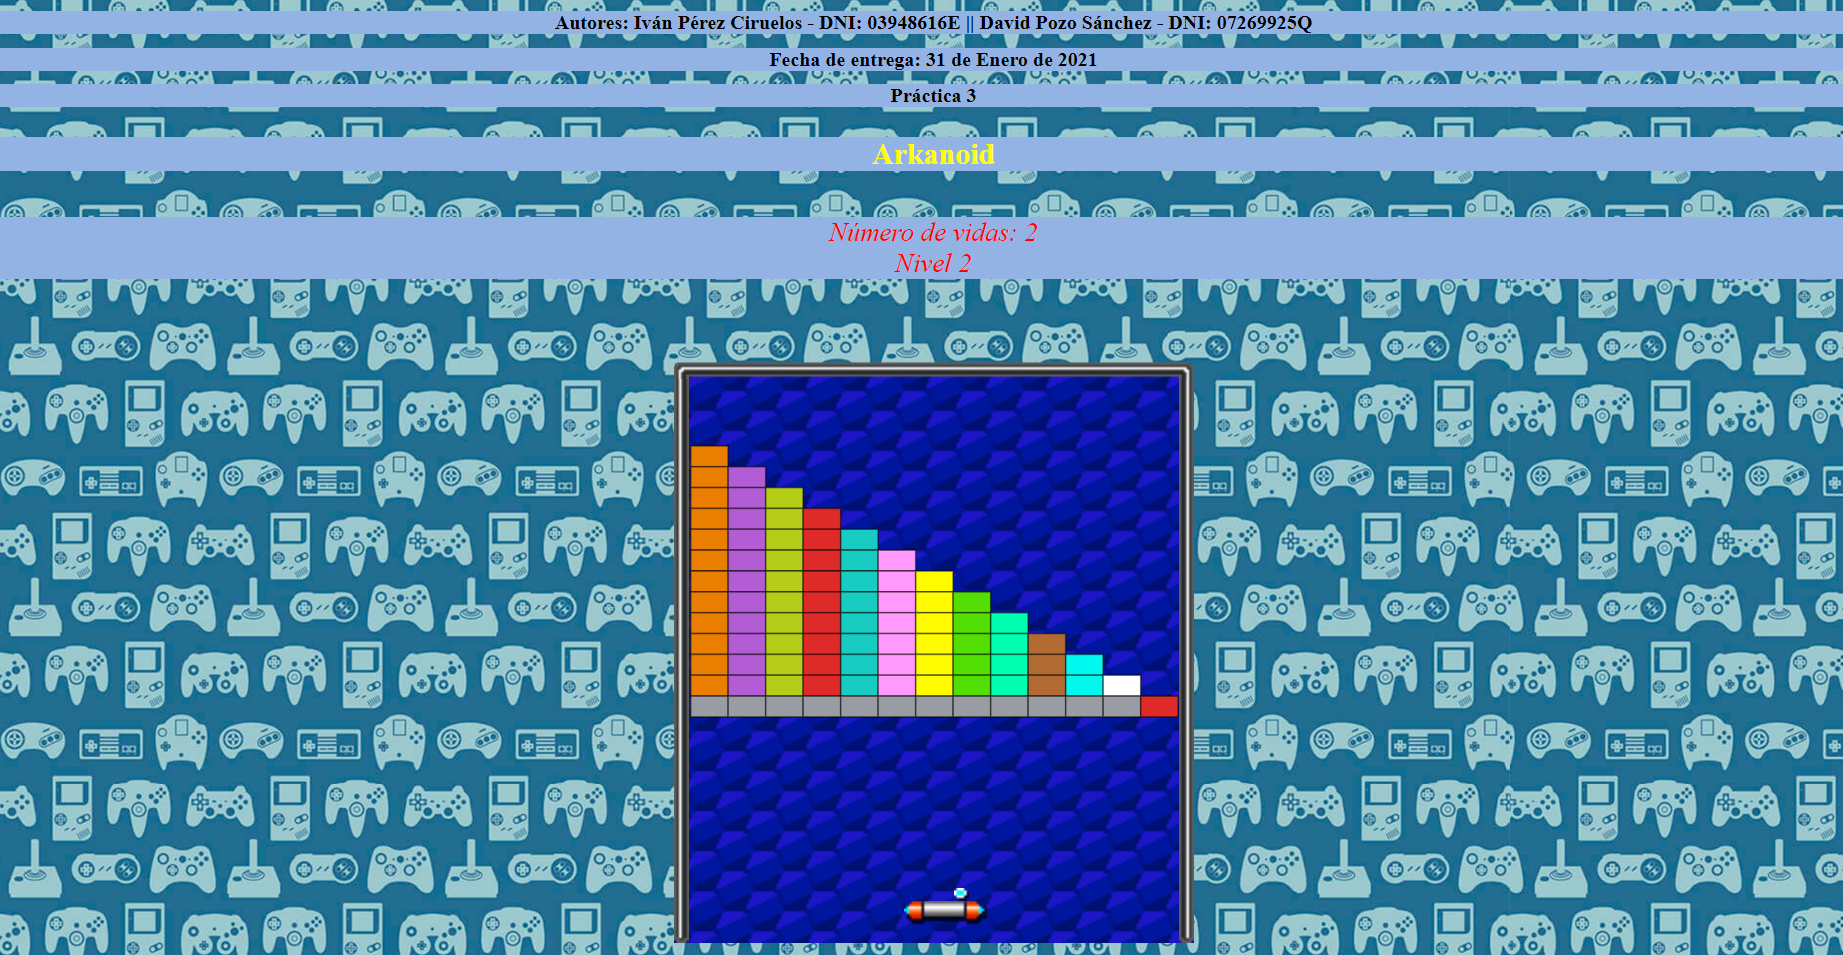 Autores: Iván Pérez Ciruelos - DNI: 03948616E || David Pozo Sánchez - DNI: 07269925Q
Fecha de entrega: 31 de Enero de 2021
Práctica 3
Arkanoid
Número de vidas: 2
Nivel 2